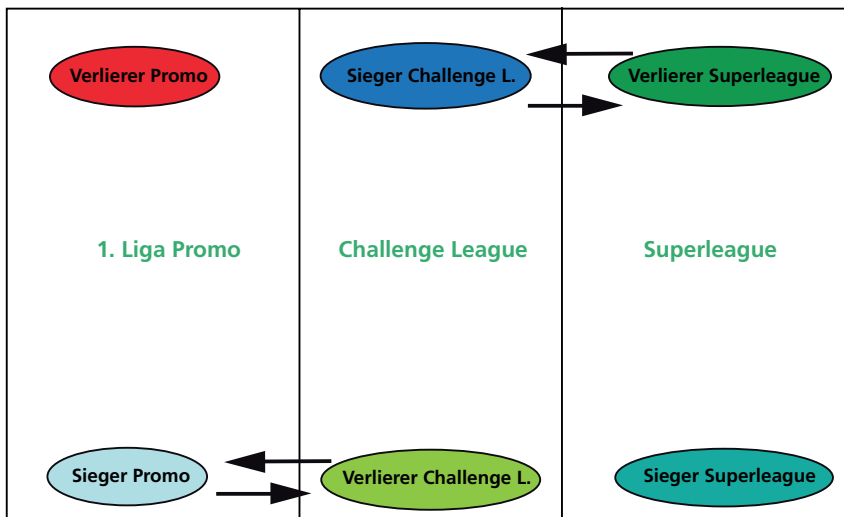 Verlierer Promo
Sieger Challenge L.
Verlierer Superleague
1. Liga Promo
Challenge League
Superleague
Sieger Promo
Verlierer Challenge L.
Sieger Superleague